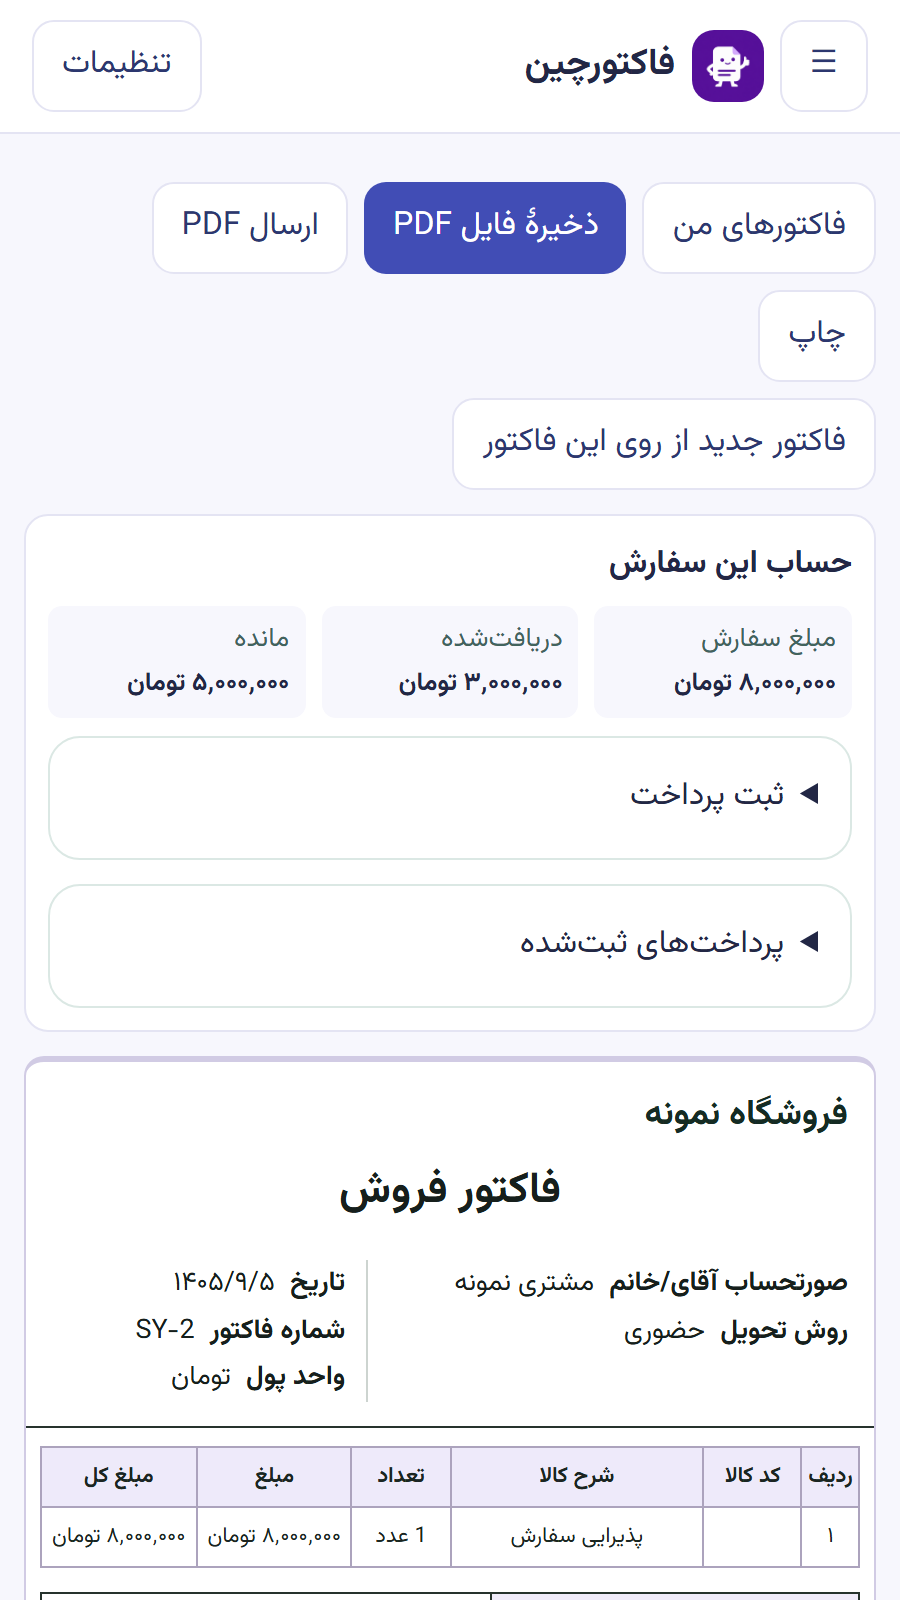 ☰ فاکتورچین تنظیمات
فاکتورهای من ذخیرهٔ فایل PDF ارسال PDF
چاپ
فاکتور جدید از روی این فاکتور
حساب این سفارش
مبلغ سفارش دریافت‌شده مانده
۸,۰۰۰,۰۰۰ تومان ۳,۰۰۰,۰۰۰ تومان ۵,۰۰۰,۰۰۰ تومان
ثبت پرداخت
پرداخت‌های ثبت‌شده
فروشگاه نمونه
فاکتور فروش
صورتحساب آقای/خانم مشتری نمونه تاریخ ۱۴۰۵/۹/۵
روش تحویل حضوری شماره فاکتور SY-2
واحد پول تومان
ردیف کد کالا شرح کالا تعداد مبلغ مبلغ کل
۱ پذیرایی سفارش 1 عدد ۸,۰۰۰,۰۰۰ تومان ۸,۰۰۰,۰۰۰ تومان